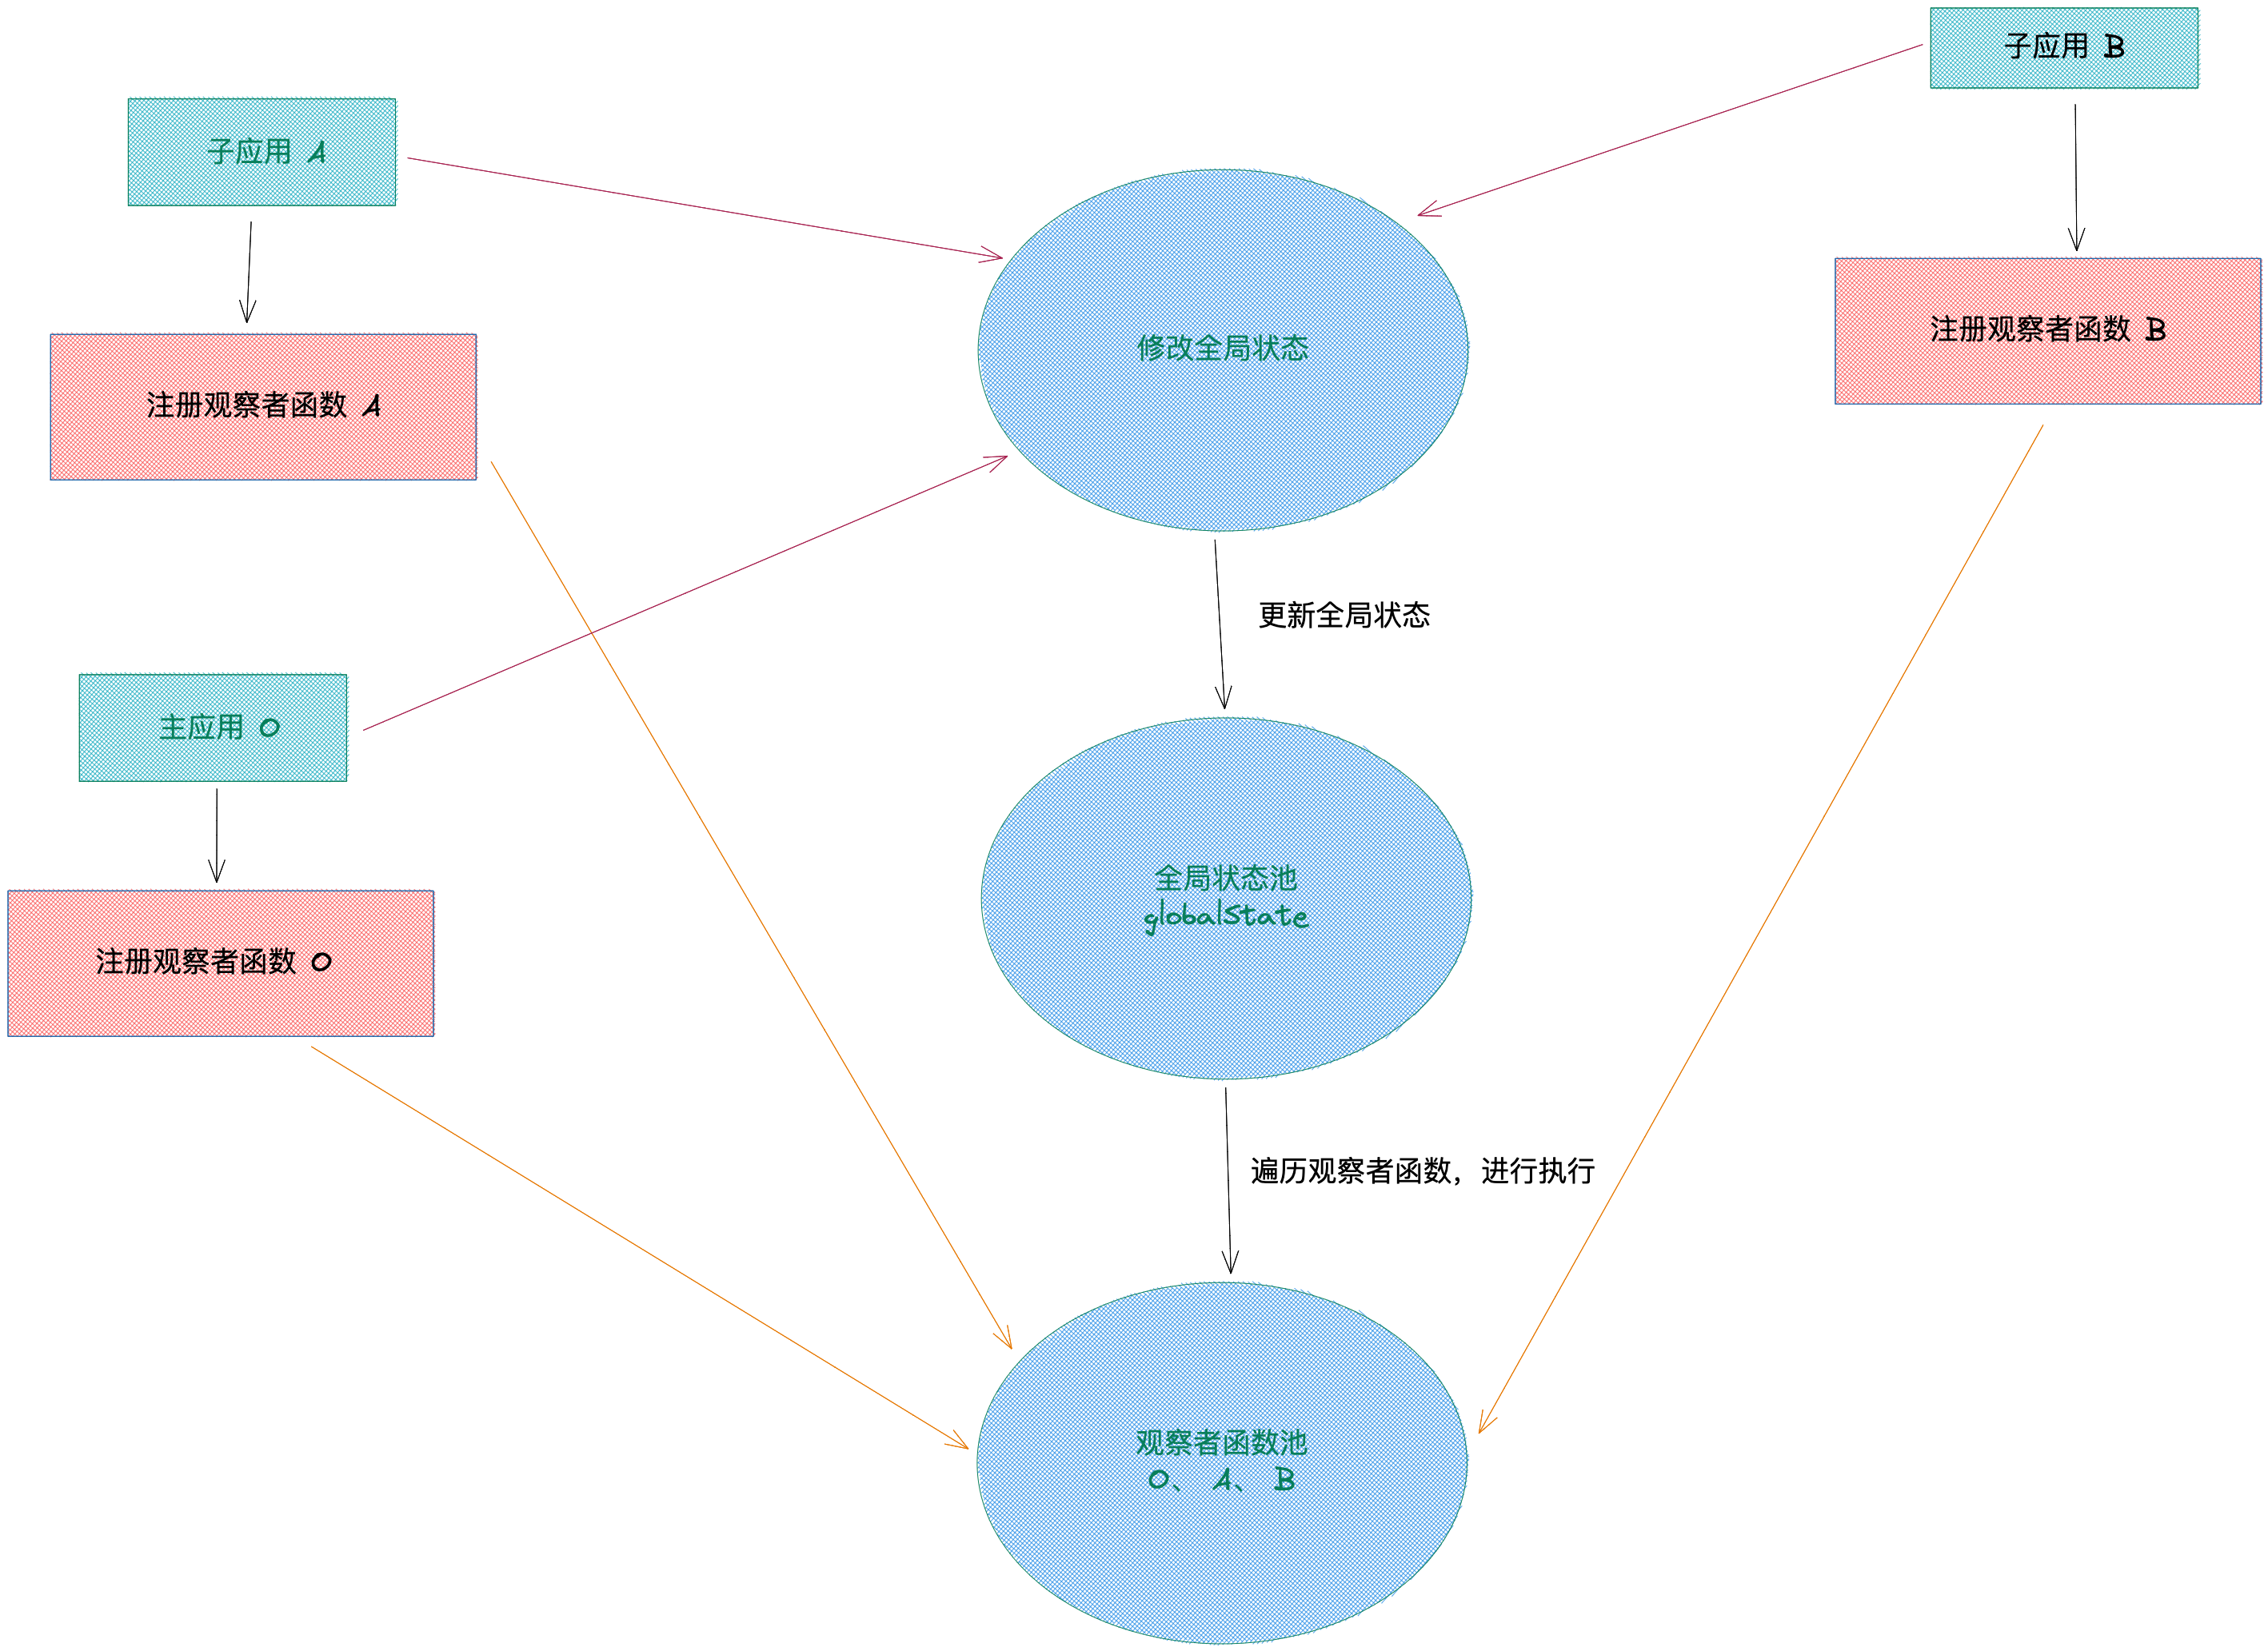 子应用 B
子应用 A
注册观察者函数 B
修改全局状态
注册观察者函数 A
更新全局状态
主应用 O
全局状态池
globalState
注册观察者函数 O
遍历观察者函数，进行执行
观察者函数池
O、 A、 B